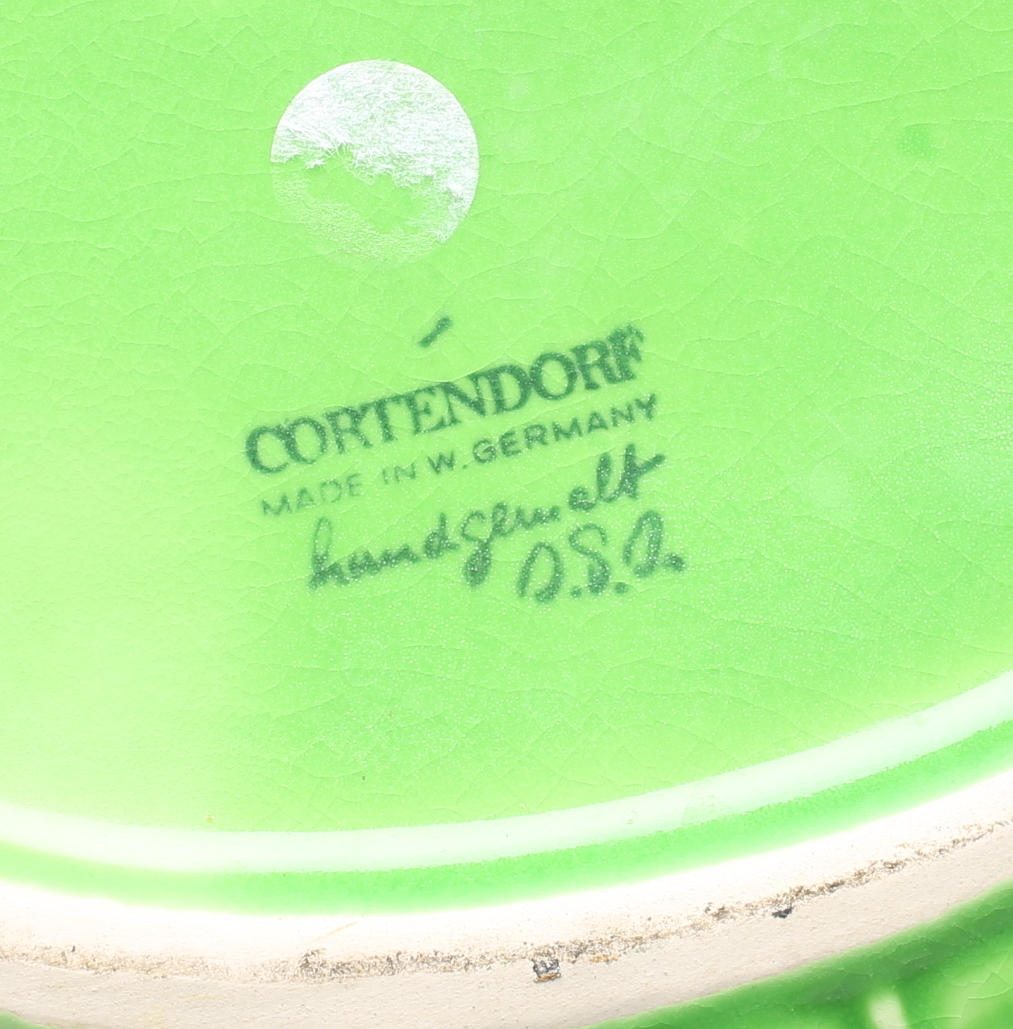 CORTENDORF
MADE IN W. GERMANY
handgemalt
D.S.D.